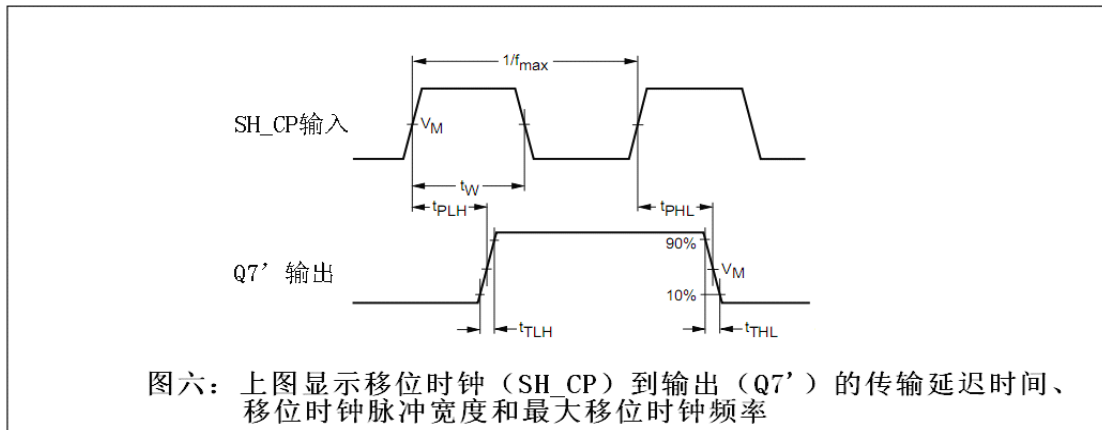 1/fmax
SH_CP输入
VM
tW
tPLH
tPHL
90%
Q7’ 输出
VM
10%
tTLH
tTHL
图六：上图显示移位时钟（SH_CP）到输出（Q7’）的传输延迟时间、
移位时钟脉冲宽度和最大移位时钟频率